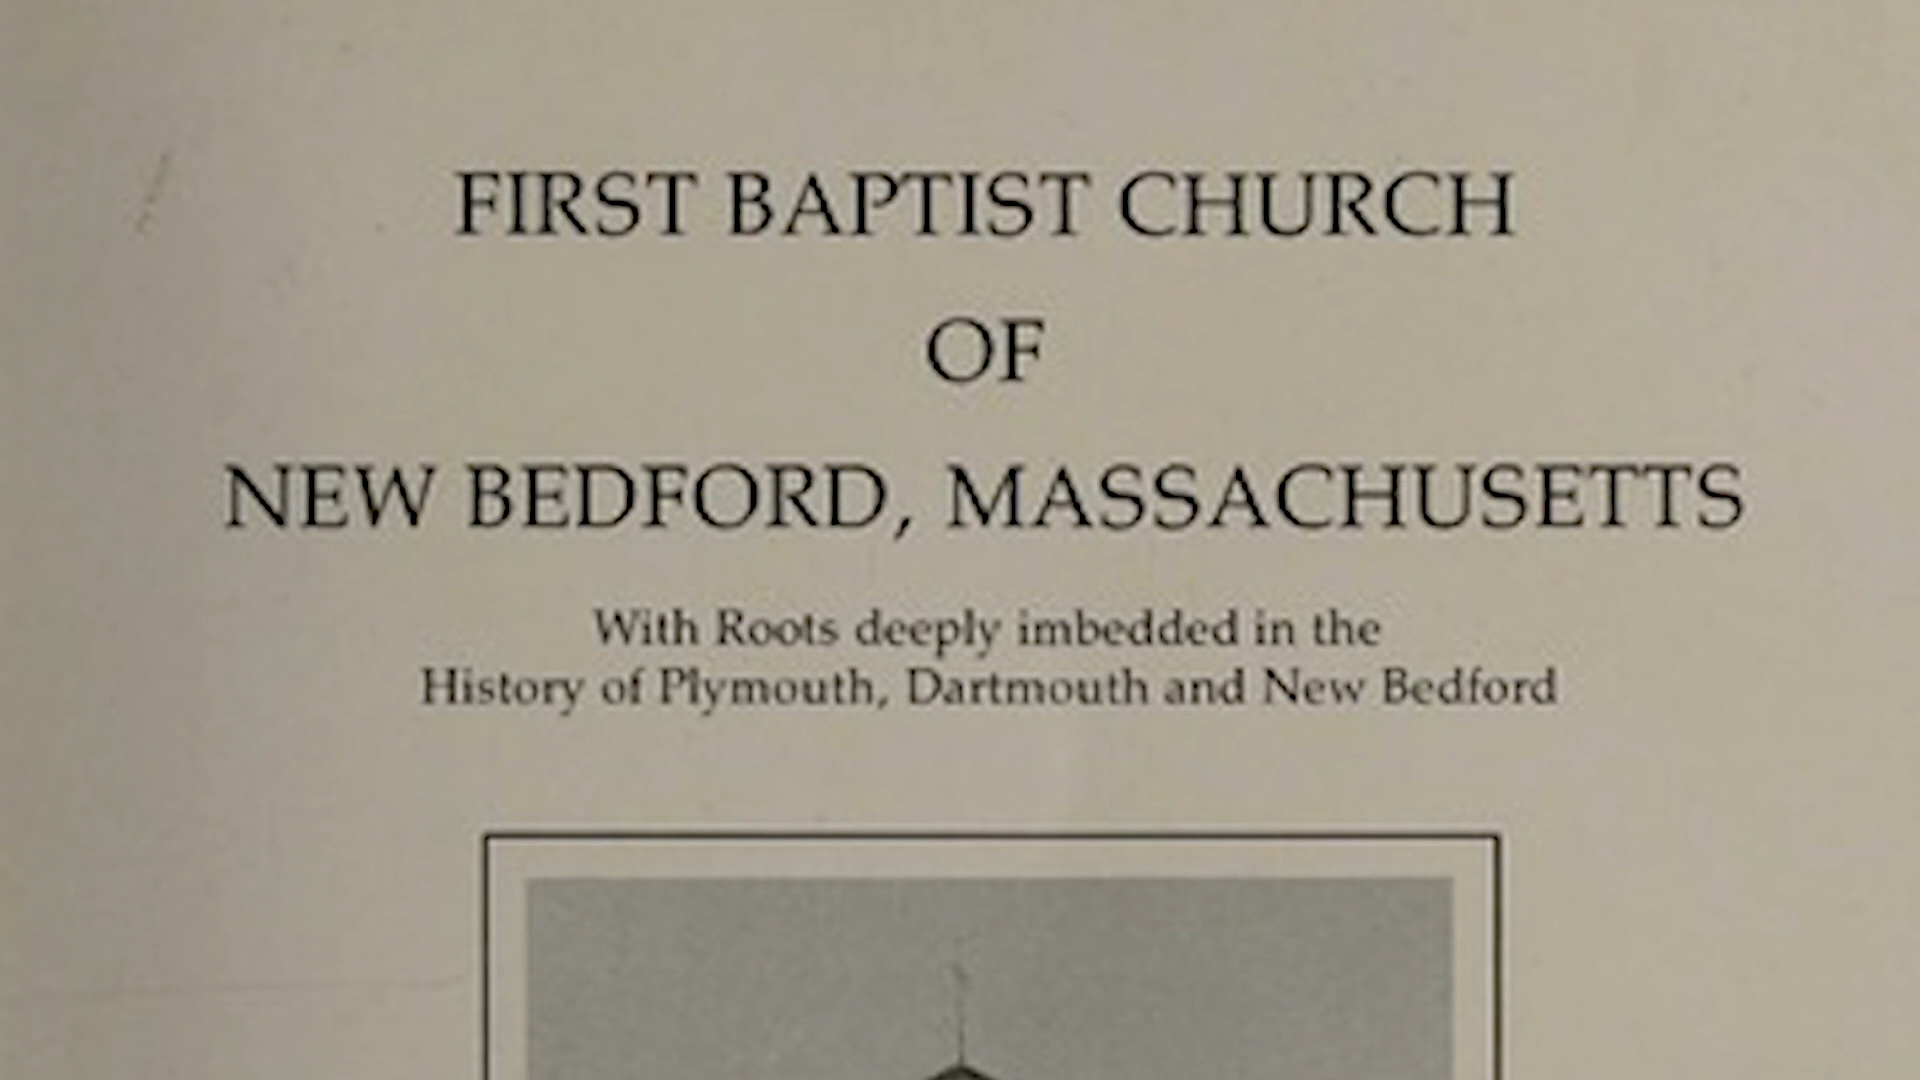 FIRST BAPTIST CHURCH
OF
NEW BEDFORD, MASSACHUSETTS
With Roots deeply imbedded in the
History of Plymouth, Dartmouth and New Bedford